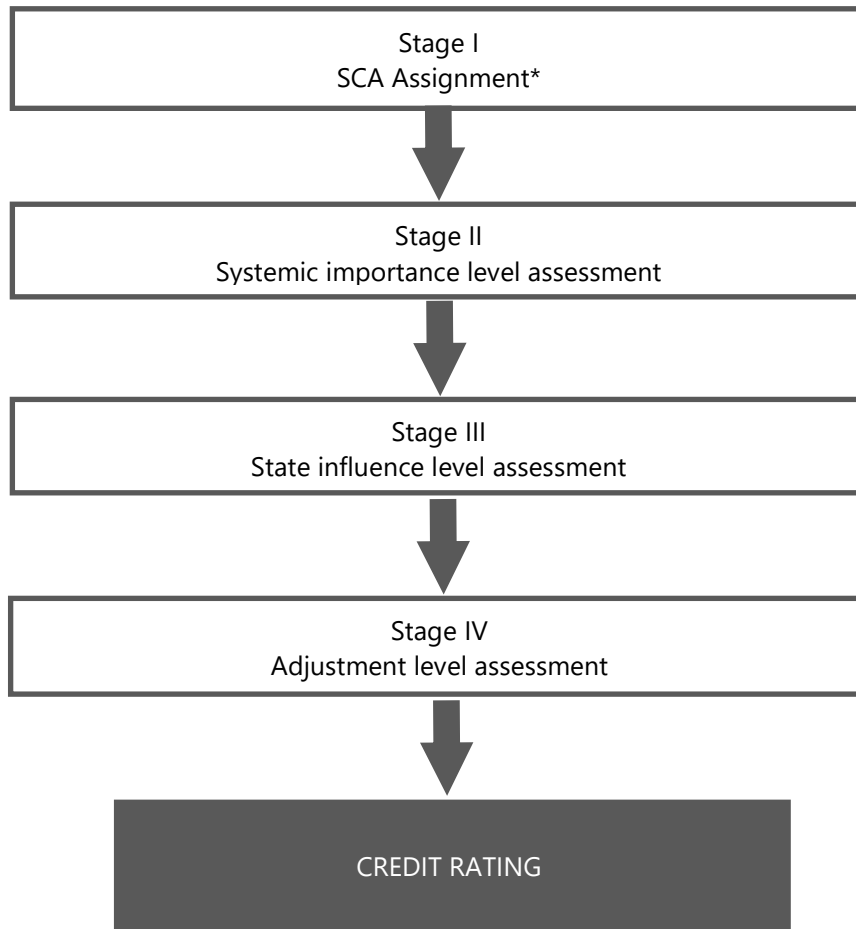 Stage I
SCA Assignment*
Stage II
Systemic importance level assessment
Stage III
State influence level assessment
Stage IV
Adjustment level assessment
CREDIT RATING